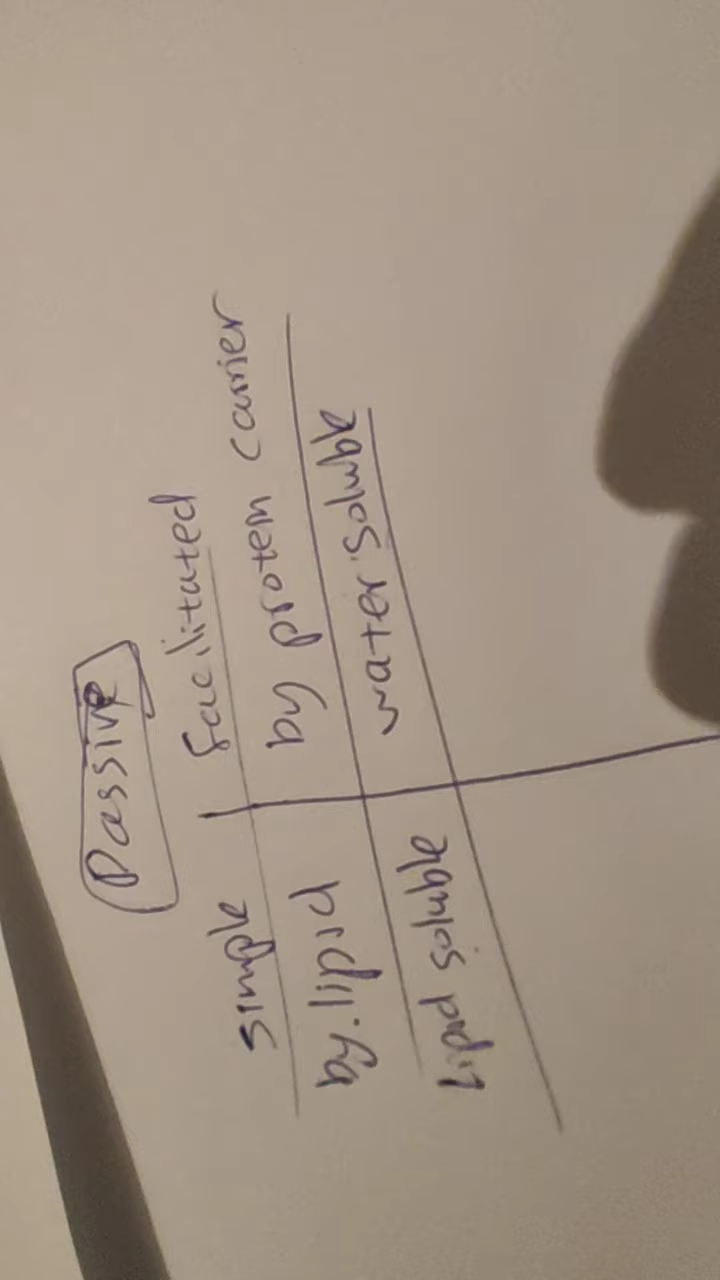 Passive
simple facilitated
by lipid by protein carrier
Lipid soluble water soluble